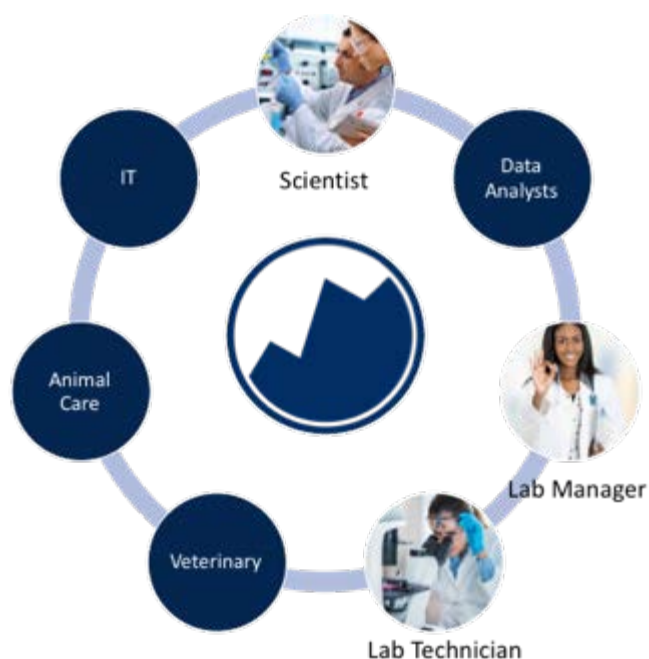 Scientist
Data
Analysts
Lab Manager
Lab Technician
Veterinary
Animal
Care
IT